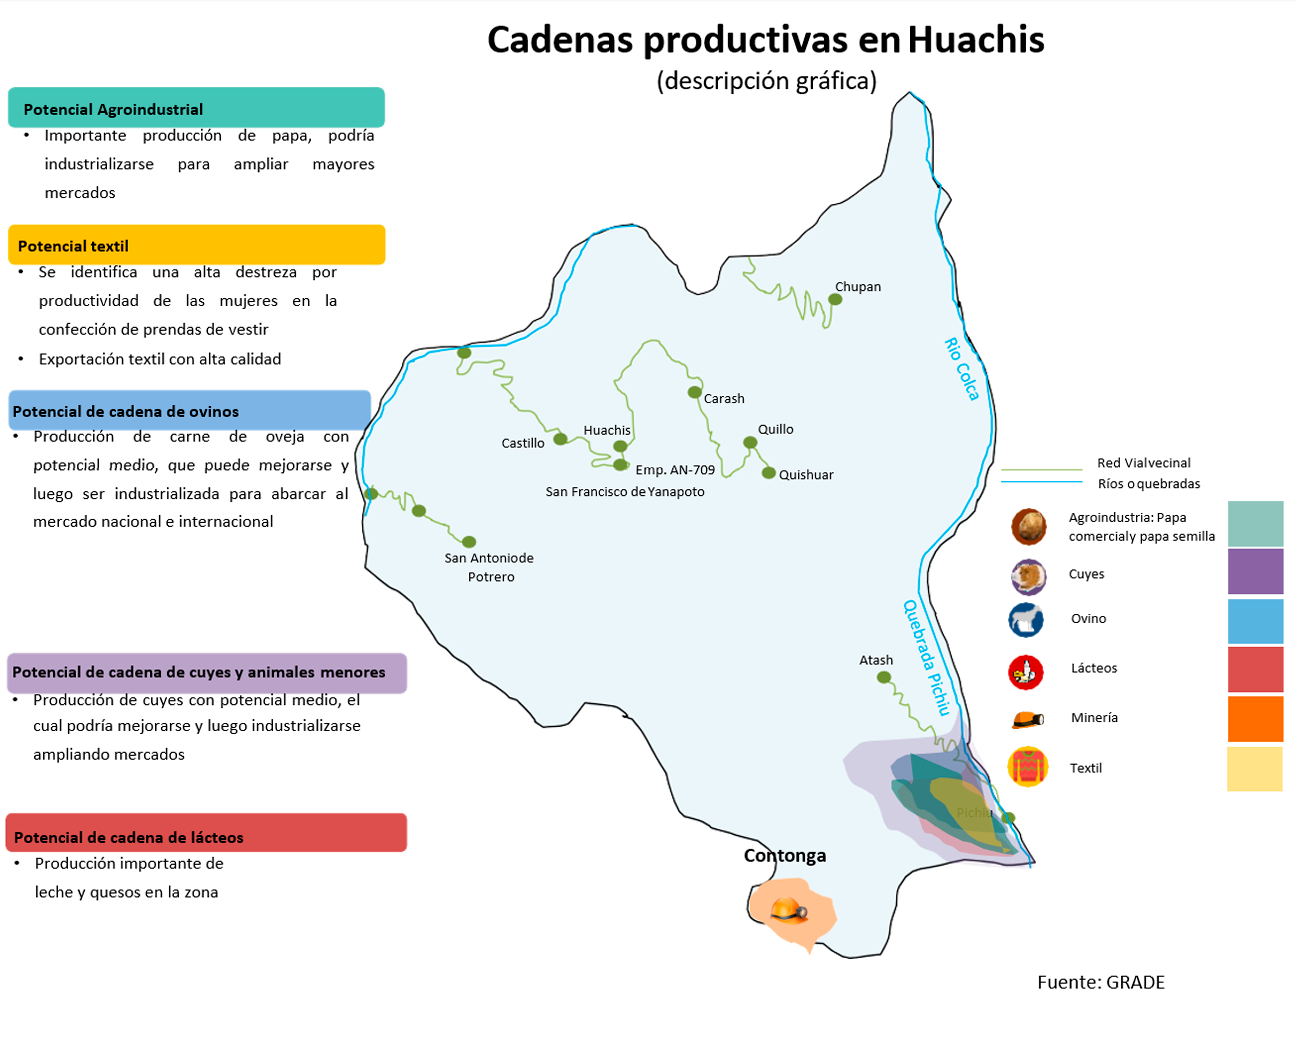 Cadenas productivas en Huachis
(descripción gráfica)
Potencial Agroindustrial
• Importante producción de papa, podría
industrializarse para ampliar mayores
mercados
Potencial textil
• Se identifica una alta destreza por
productividad de las mujeres en la
confección de prendas de vestir
• Exportación textil con alta calidad
Potencial de cadena de ovinos
• Producción de carne de oveja con
potencial medio, que puede mejorarse y
luego ser industrializada para abarcar al
mercado nacional e internacional
Potencial de cadena de cuyes y animales menores
• Producción de cuyes con potencial medio, el
cual podría mejorarse y luego industrializarse
ampliando mercados
Potencial de cadena de lácteos
• Producción importante de
leche y quesos en la zona
Chupan
Rio Colca
Carash
Huachis
Castillo
Quillo
Emp. AN-709
Quishuar
San Francisco de Yanapoto
San Antoniode
Potrero
Quebrada Pichiu
Atash
Pichiu
Contonga
Red Vialvecinal
Ríos o quebradas
Agroindustria: Papa
comercialy papa semilla
Cuyes
Ovino
Lácteos
Minería
Textil
Fuente: GRADE